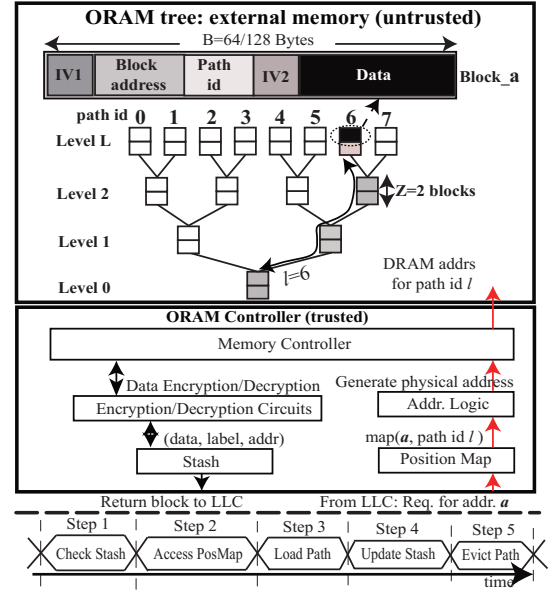 ORAM tree: external memory (untrusted)
B=64/128 Bytes
IV1 Block address Path id IV2 Data Block_a
path id 0 1 2 3 4 5 6 7
Level L
Level 2 Z=2 blocks
Level 1
l=6
Level 0
DRAM addrs
for path id l
ORAM Controller (trusted)
Memory Controller
Data Encryption/Decryption Generate physical address
Encryption/Decryption Circuits Addr. Logic
(data, label, addr) map(a, path id l )
Stash Position Map
Return block to LLC From LLC: Req. for addr. a
Step 1 Step 2 Step 3 Step 4 Step 5
Check Stash Access PosMap Load Path Update Stash Evict Path
time